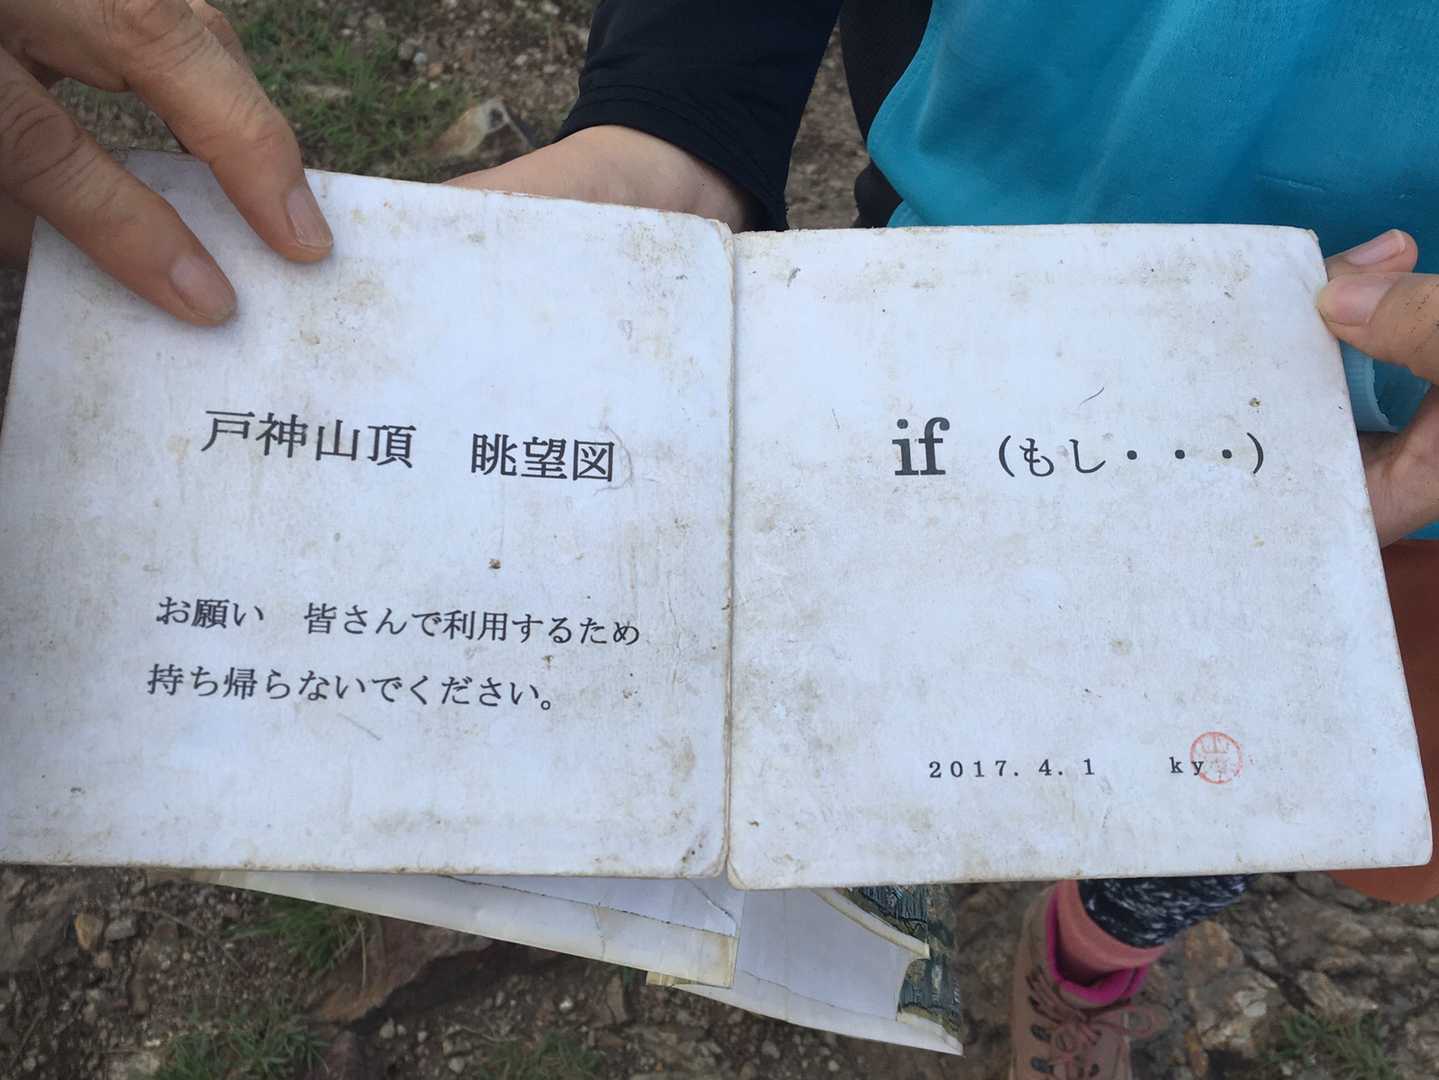 戸神山頂　眺望図
お願い　皆さんで利用するため
持ち帰らないでください。
if （もし・・・）
2017.4.1　ky